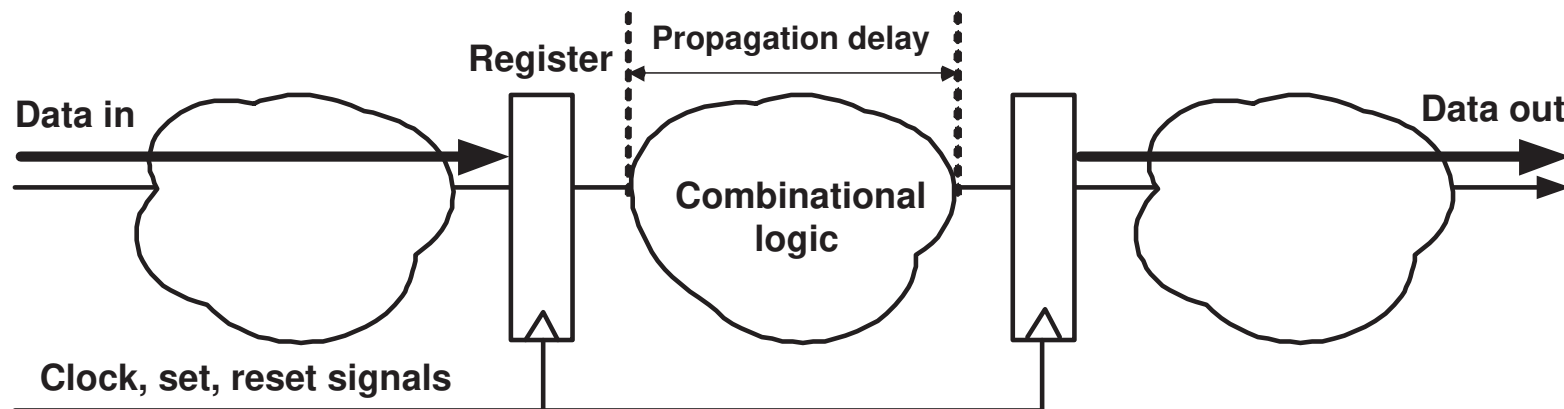 Propagation delay
Register
Data in
Data out
Combinational
logic
Clock, set, reset signals